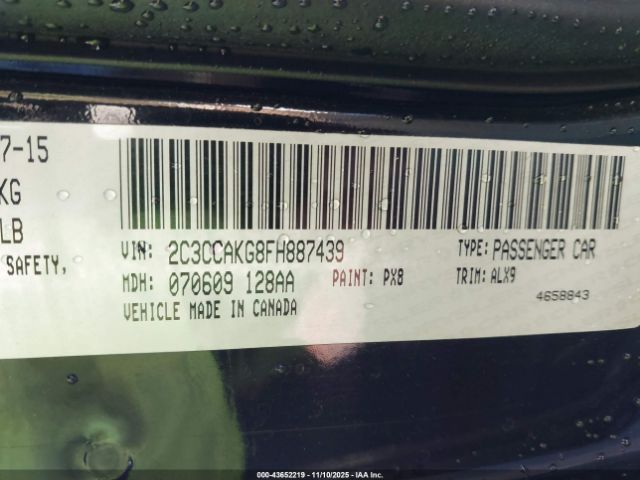 7-15
KG
LB
SAFETY,
VIN: 2C3CCAKG8FH887439 TYPE: PASSENGER CAR
MDH: 070609 128AA PAINT: PX8 TRIM: ALX9
VEHICLE MADE IN CANADA 4658843
000-43652219 - 11/10/2025 - IAA Inc.